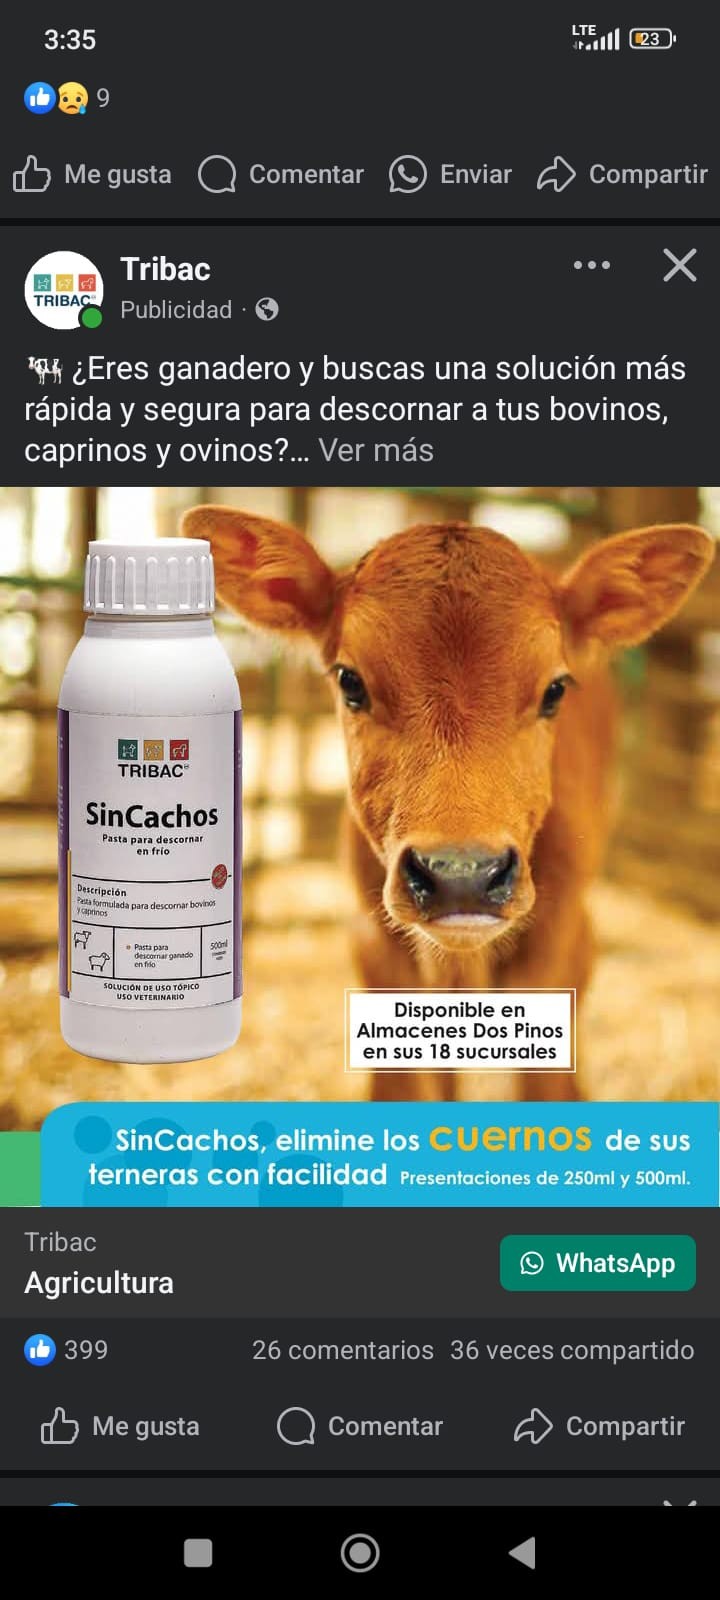 3:35
LTE
23
9
Me gusta
Comentar
Enviar
Compartir
Tribac
Publicidad ·
¿Eres ganadero y buscas una solución más
rápida y segura para descornar a tus bovinos,
caprinos y ovinos?... Ver más
TRIBAC
TRIBAC
SinCachos
Pasta para descornar
en frío
Descripción
Pasta formulada para descornar bovinos
y caprinos
Pasta para
descornar ganado
en frío
500ml
SOLUCIÓN DE USO TÓPICO
USO VETERINARIO
Disponible en
Almacenes Dos Pinos
en sus 18 sucursales
SinCachos, elimine los cuernos de sus
terneras con facilidad Presentaciones de 250ml y 500ml.
Tribac
Agricultura
WhatsApp
399
26 comentarios 36 veces compartido
Me gusta
Comentar
Compartir